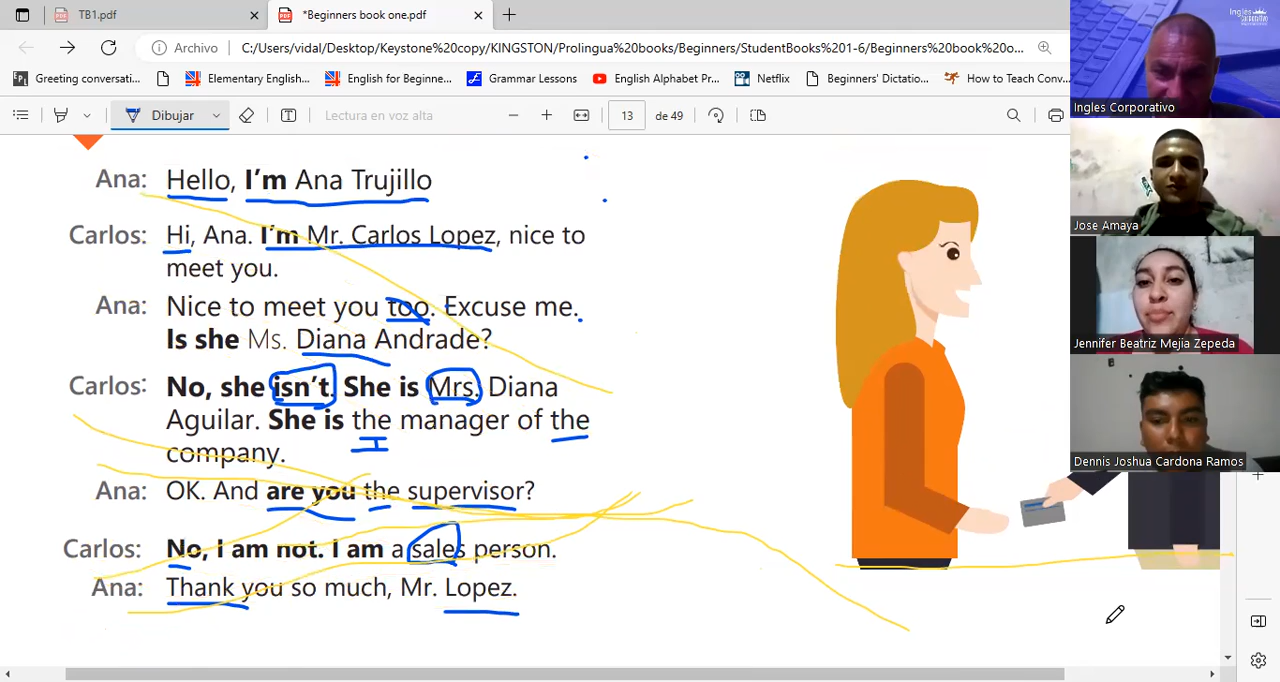 TB1.pdf
*Beginners book one.pdf
Archivo
C:/Users/vidal/Desktop/Keystone%20copy/KINGSTON/Prolingua%20books/Beginners/StudentBooks%201-6/Beginners%20book%20o...
Greeting conversati...
Elementary English...
English for Beginne...
Grammar Lessons
English Alphabet Pr...
Netflix
Beginners' Dictatio...
How to Teach Conv...
Dibujar
Lectura en voz alta
13 de 49
Ana: Hello, I'm Ana Trujillo
Carlos: Hi, Ana. I'm Mr. Carlos Lopez, nice to
meet you.
Ana: Nice to meet you too. Excuse me.
Is she Ms. Diana Andrade?
Carlos: No, she isn't. She is Mrs. Diana
Aguilar. She is the manager of the
company.
Ana: OK. And are you the supervisor?
Carlos: No, I am not. I am a sales person.
Ana: Thank you so much, Mr. Lopez.
Ingles Corporativo
Jose Amaya
Jennifer Beatriz Mejia Zepeda
Dennis Joshua Cardona Ramos